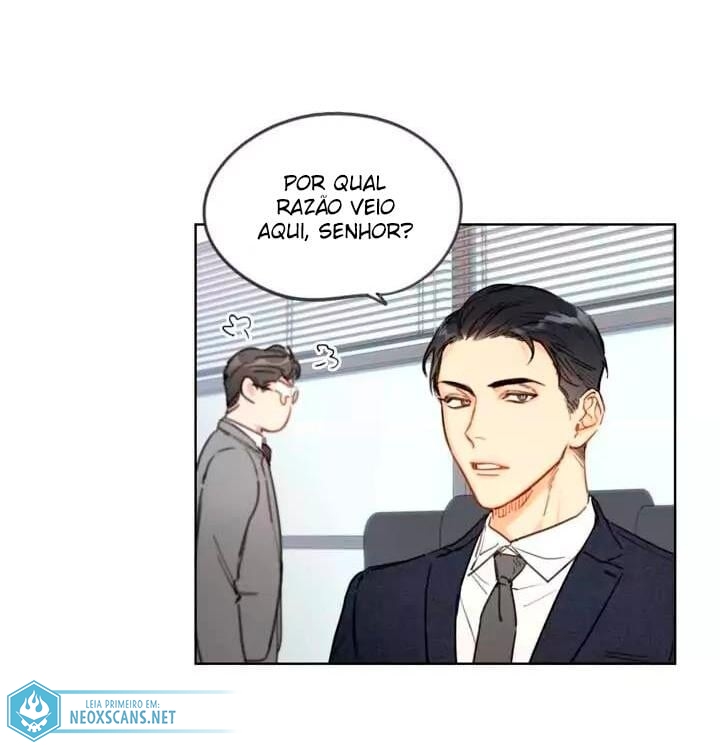 POR QUAL
RAZÃO VEIO
AQUI, SENHOR?
LEIA PRIMEIRO EM:
NEOXSCANS.NET